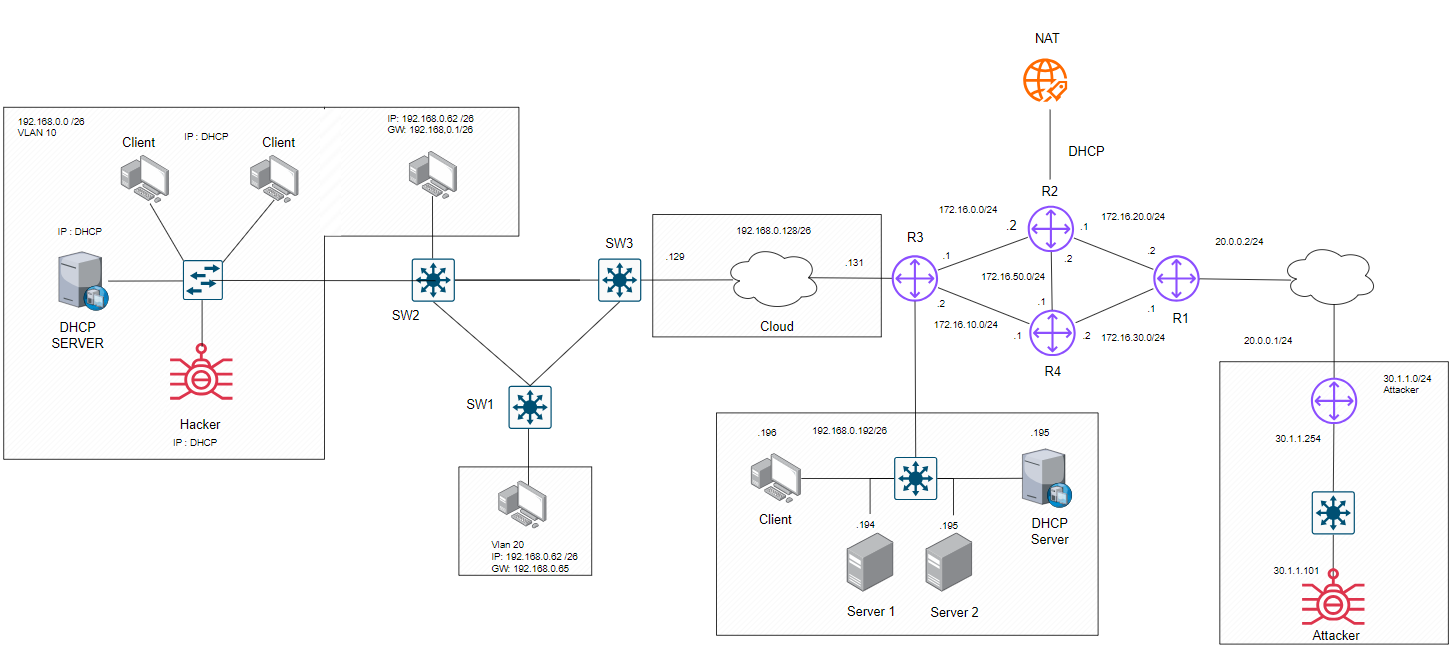 NAT
DHCP
192.168.0.0 /26
VLAN 10
Client
IP : DHCP
Client
IP: 192.168.0.62 /26
GW: 192.168,0.1/26
IP : DHCP
DHCP
SERVER
Hacker
IP : DHCP
SW2
SW3
SW1
Vlan 20
IP: 192.168.0.62 /26
GW: 192.168.0.65
192.168.0.128/26
.129
.131
Cloud
R3
.1
.2
R2
172.16.0.0/24
.2
.1
.2
172.16.20.0/24
172.16.50.0/24
.1
172.16.10.0/24
.1
.2
172.16.30.0/24
R4
.2
.1
R1
20.0.0.2/24
20.0.0.1/24
.196
192.168.0.192/26
.195
Client
.194
.195
DHCP
Server
Server 1
Server 2
30.1.1.0/24
Attacker
30.1.1.254
30.1.1.101
Attacker